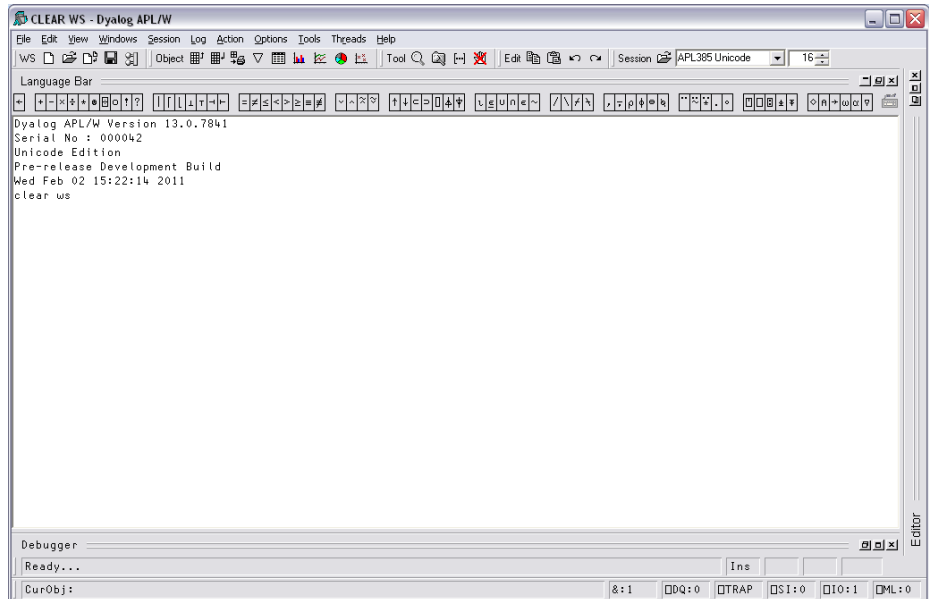 CLEAR WS - Dyalog APL/W
File Edit View Windows Session Log Action Options Tools Threads Help
WS Object Tool Edit Session APL385 Unicode 16
Language Bar
Dyalog APL/W Version 13.0.7841
Serial No : 000042
Unicode Edition
Pre-release Development Build
Wed Feb 02 15:22:14 2011
clear ws
Editor
Debugger
Ready... Ins
CurObj: &:1 ⎕DQ:0 ⎕TRAP ⎕SI:0 ⎕IO:1 ⎕ML:0